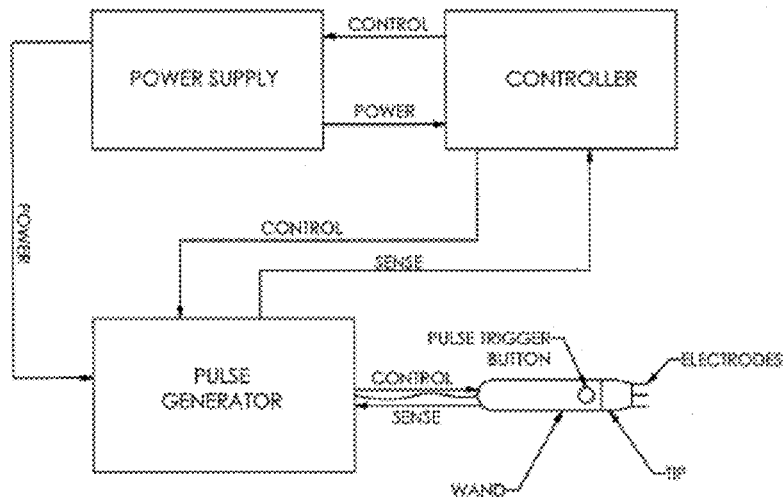 CONTROL
POWER SUPPLY
CONTROLLER
POWER
POWER
CONTROL
SENSE
PULSE TRIGGER
BUTTON
ELECTRODES
PULSE
GENERATOR
CONTROL
SENSE
WAND
TIP